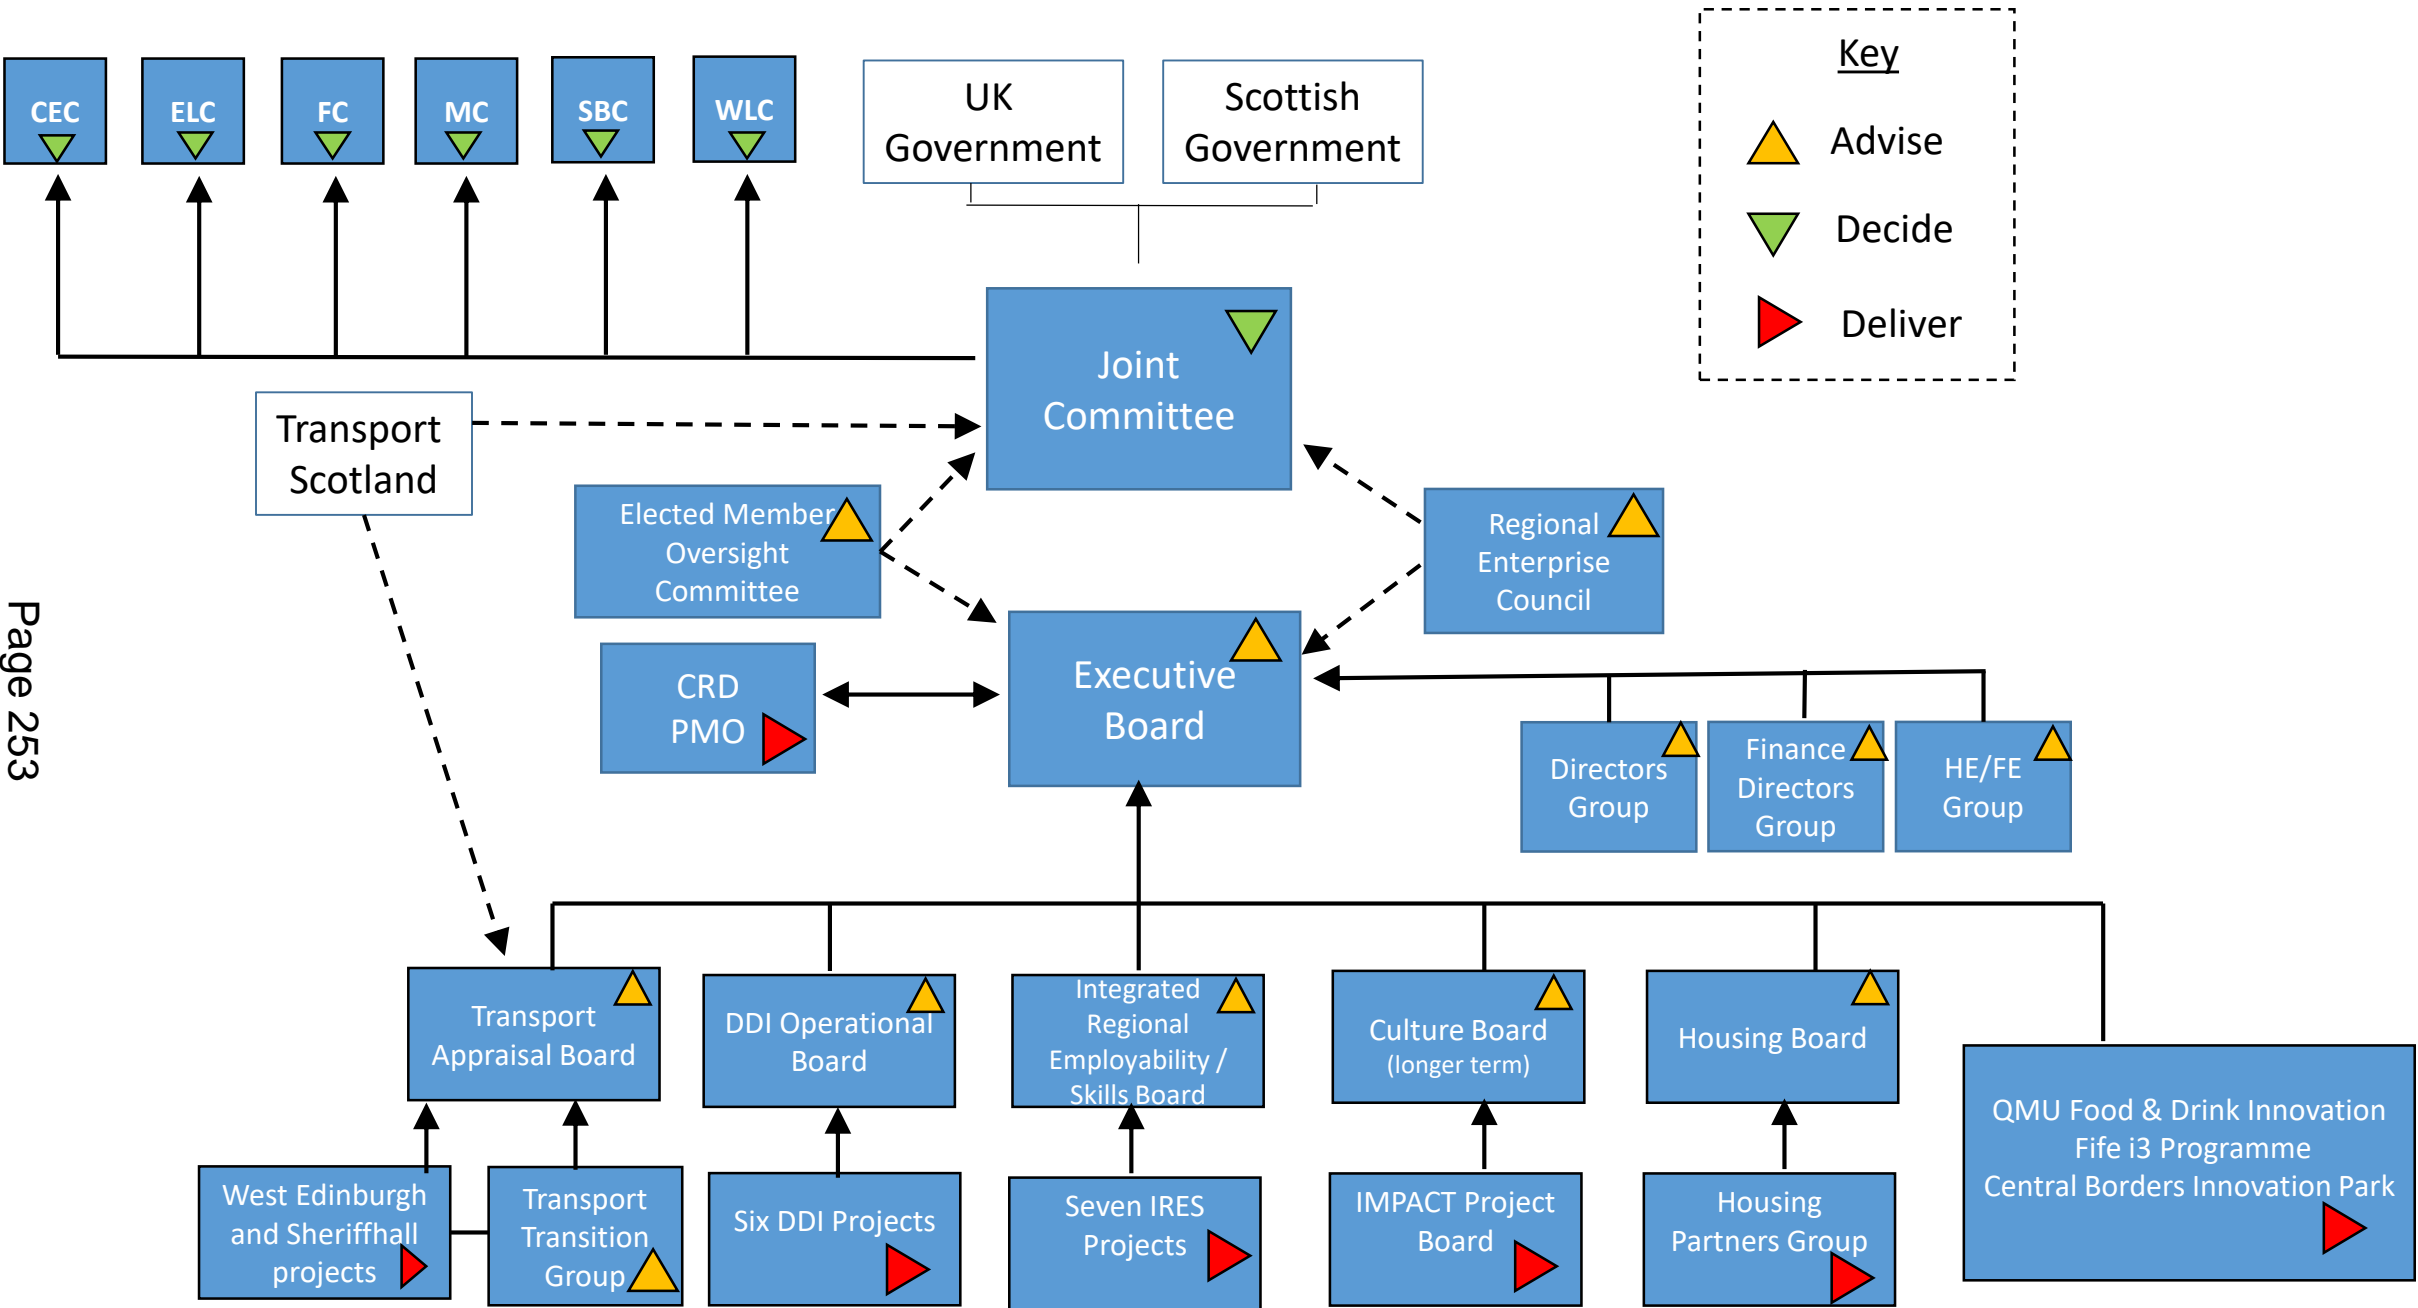 CEC
ELC
FC
MC
SBC
WLC
UK
Government
Scottish
Government
Key
Advise
Decide
Deliver
Joint
Committee
Transport
Scotland
Elected Member
Oversight
Committee
Regional
Enterprise
Council
CRD
PMO
Executive
Board
Directors
Group
Finance
Directors
Group
HE/FE
Group
Page 253
Transport
Appraisal Board
DDI Operational
Board
Integrated
Regional
Employability /
Skills Board
Culture Board
(longer term)
Housing Board
QMU Food & Drink Innovation
Fife i3 Programme
Central Borders Innovation Park
West Edinburgh
and Sheriffhall
projects
Transport
Transition
Group
Six DDI Projects
Seven IRES
Projects
IMPACT Project
Board
Housing
Partners Group